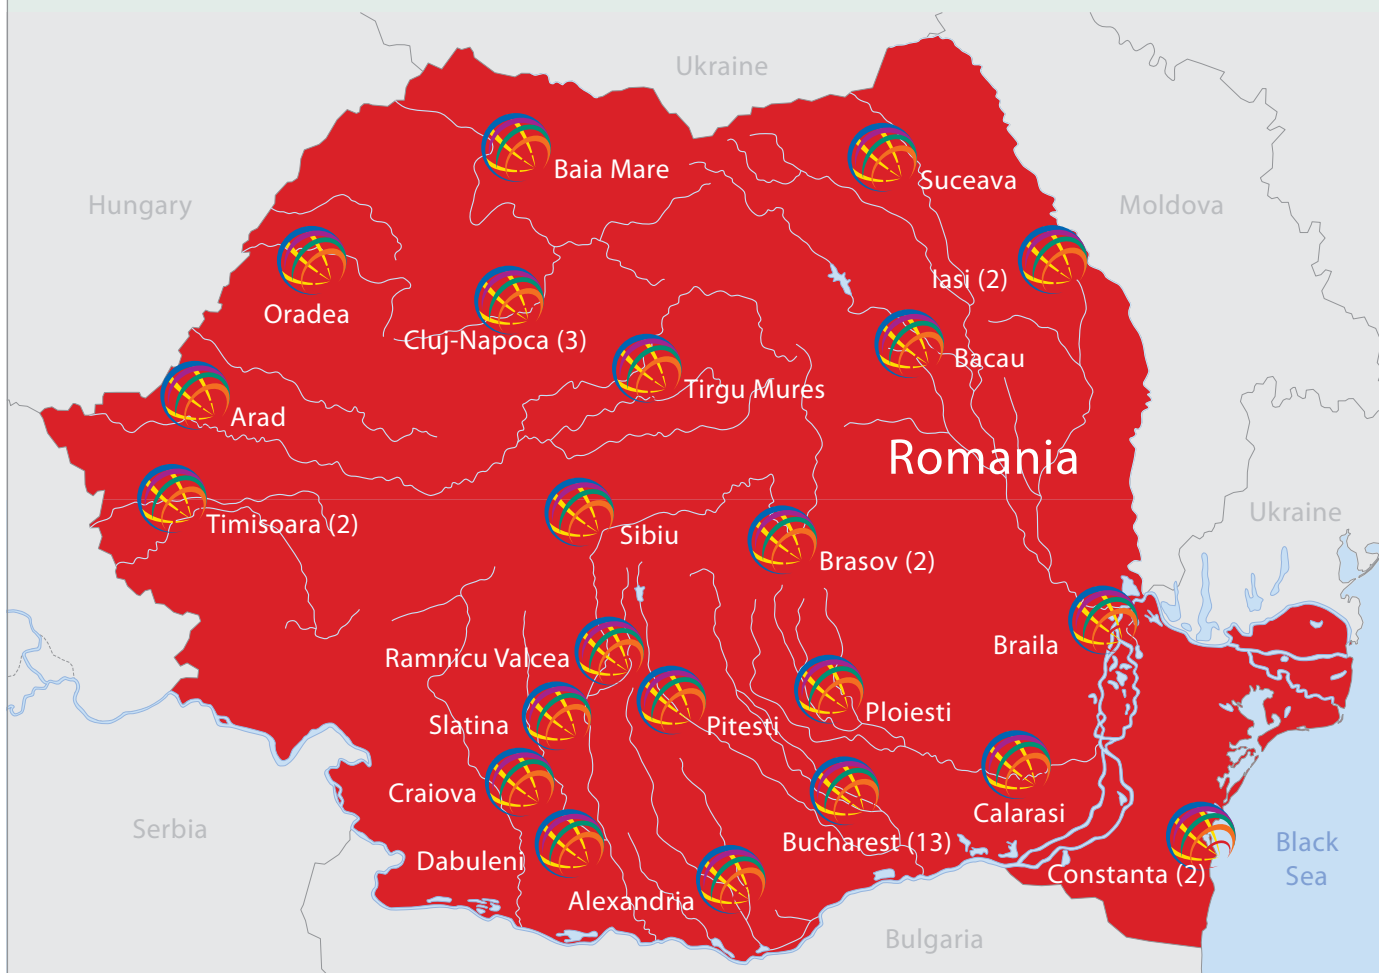 Ukraine
Baia Mare
Suceava
Hungary
Moldova
Iasi (2)
Oradea
Cluj-Napoca (3)
Bacau
Tirgu Mures
Arad
Romania
Ukraine
Timisoara (2)
Sibiu
Brasov (2)
Braila
Ramnicu Valcea
Ploiesti
Slatina
Pitesti
Craiova
Calarasi
Serbia
Bucharest (13)
Black
Sea
Dabuleni
Constanta (2)
Alexandria
Bulgaria